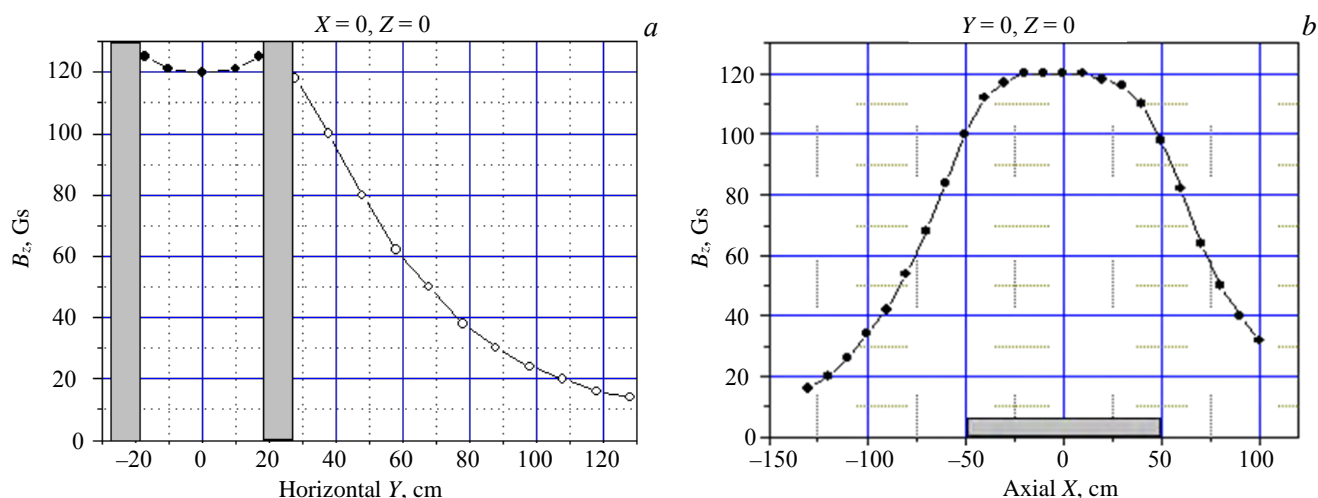 X = 0, Z = 0
a
120
100
80
60
40
20
0
B_z, Gs
–20 0 20 40 60 80 100 120
Horizontal Y, cm
Y = 0, Z = 0
b
120
100
80
60
40
20
0
B_z, Gs
–150 –100 –50 0 50 100
Axial X, cm